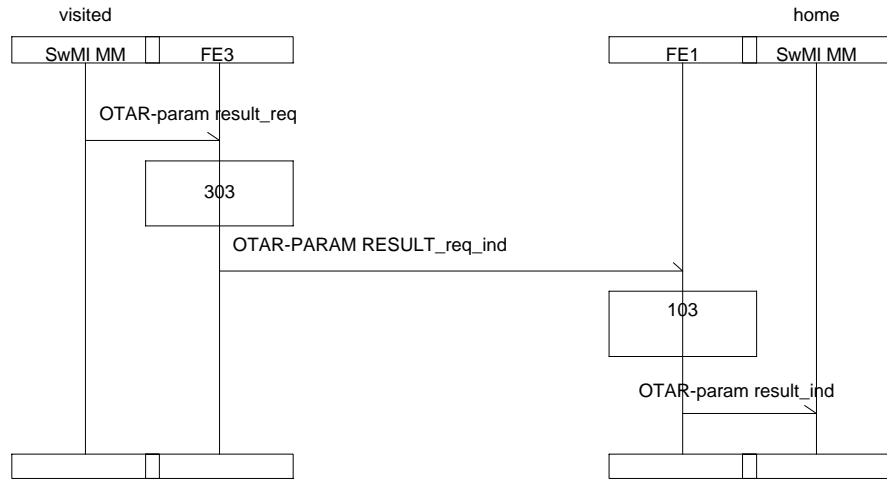 visited
home
SwMI MM
FE3
FE1
SwMI MM
OTAR-param result_req
303
OTAR-PARAM RESULT_req_ind
103
OTAR-param result_ind